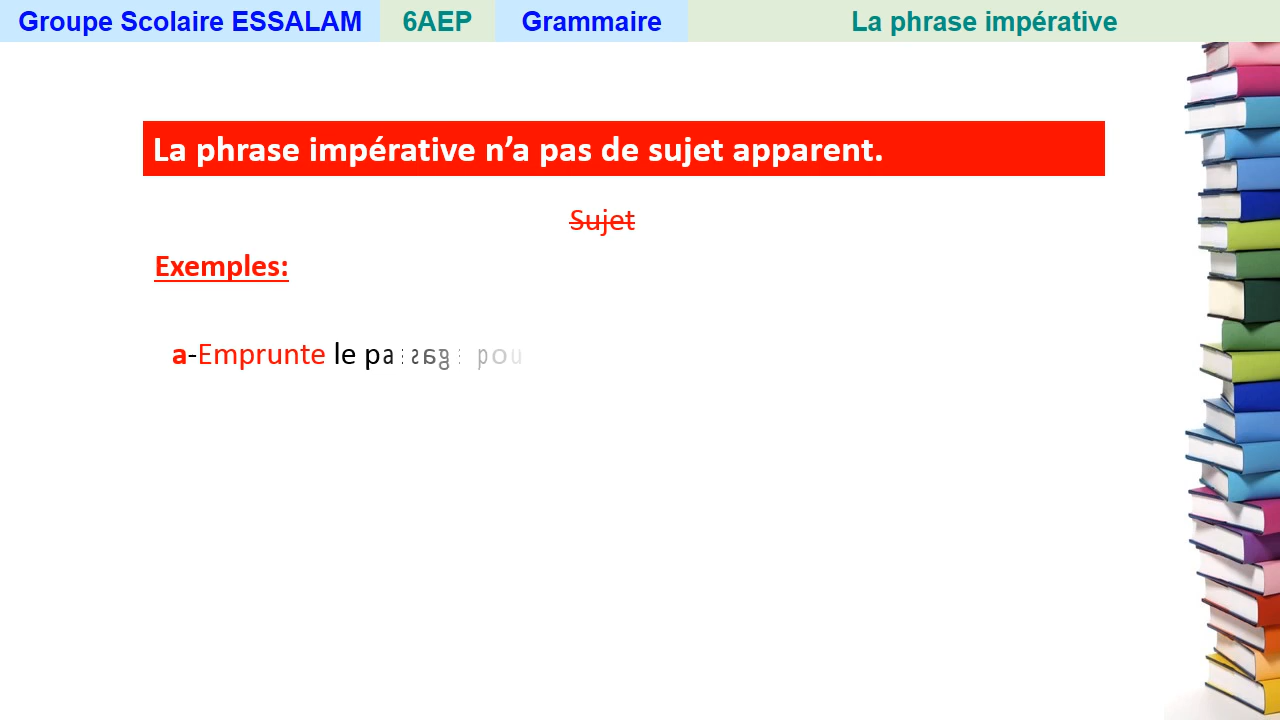 Groupe Scolaire ESSALAM 6AEP Grammaire La phrase impérative
La phrase impérative n’a pas de sujet apparent.
Sujet
Exemples:
a-Emprunte le